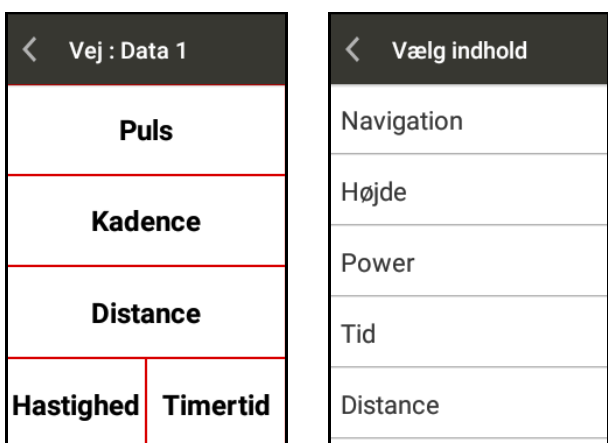 Vej : Data 1
Puls
Kadence
Distance
Hastighed Timertid
Vælg indhold
Navigation
Højde
Power
Tid
Distance